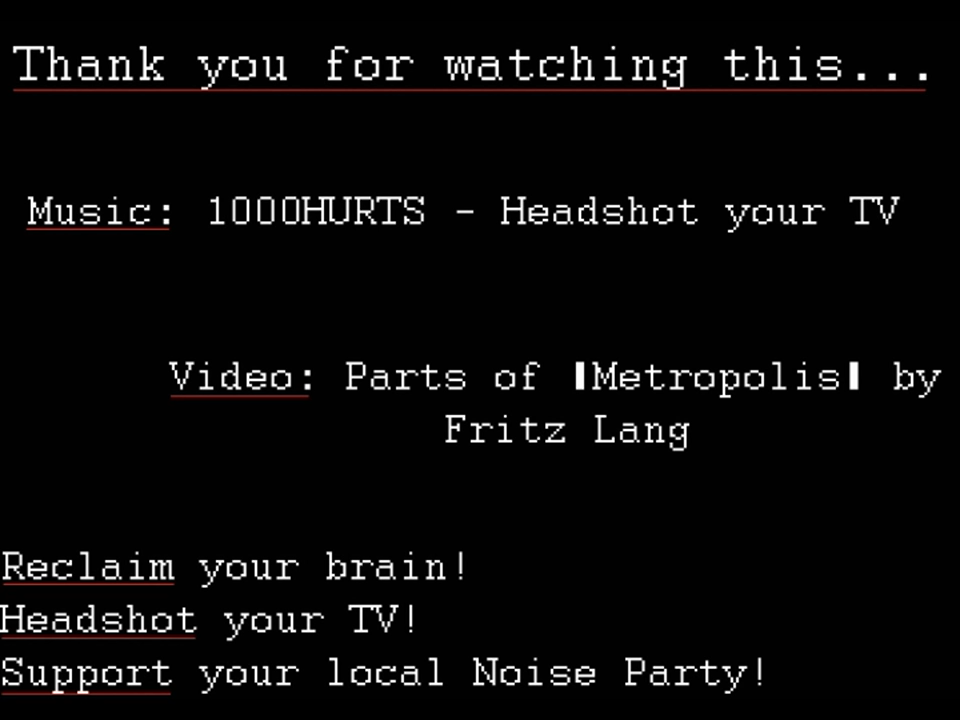 Thank you for watching this...
Music: 1000HURTS - Headshot your TV
Video: Parts of ▌Metropolis▌ by
Fritz Lang
Reclaim your brain!
Headshot your TV!
Support your local Noise Party!